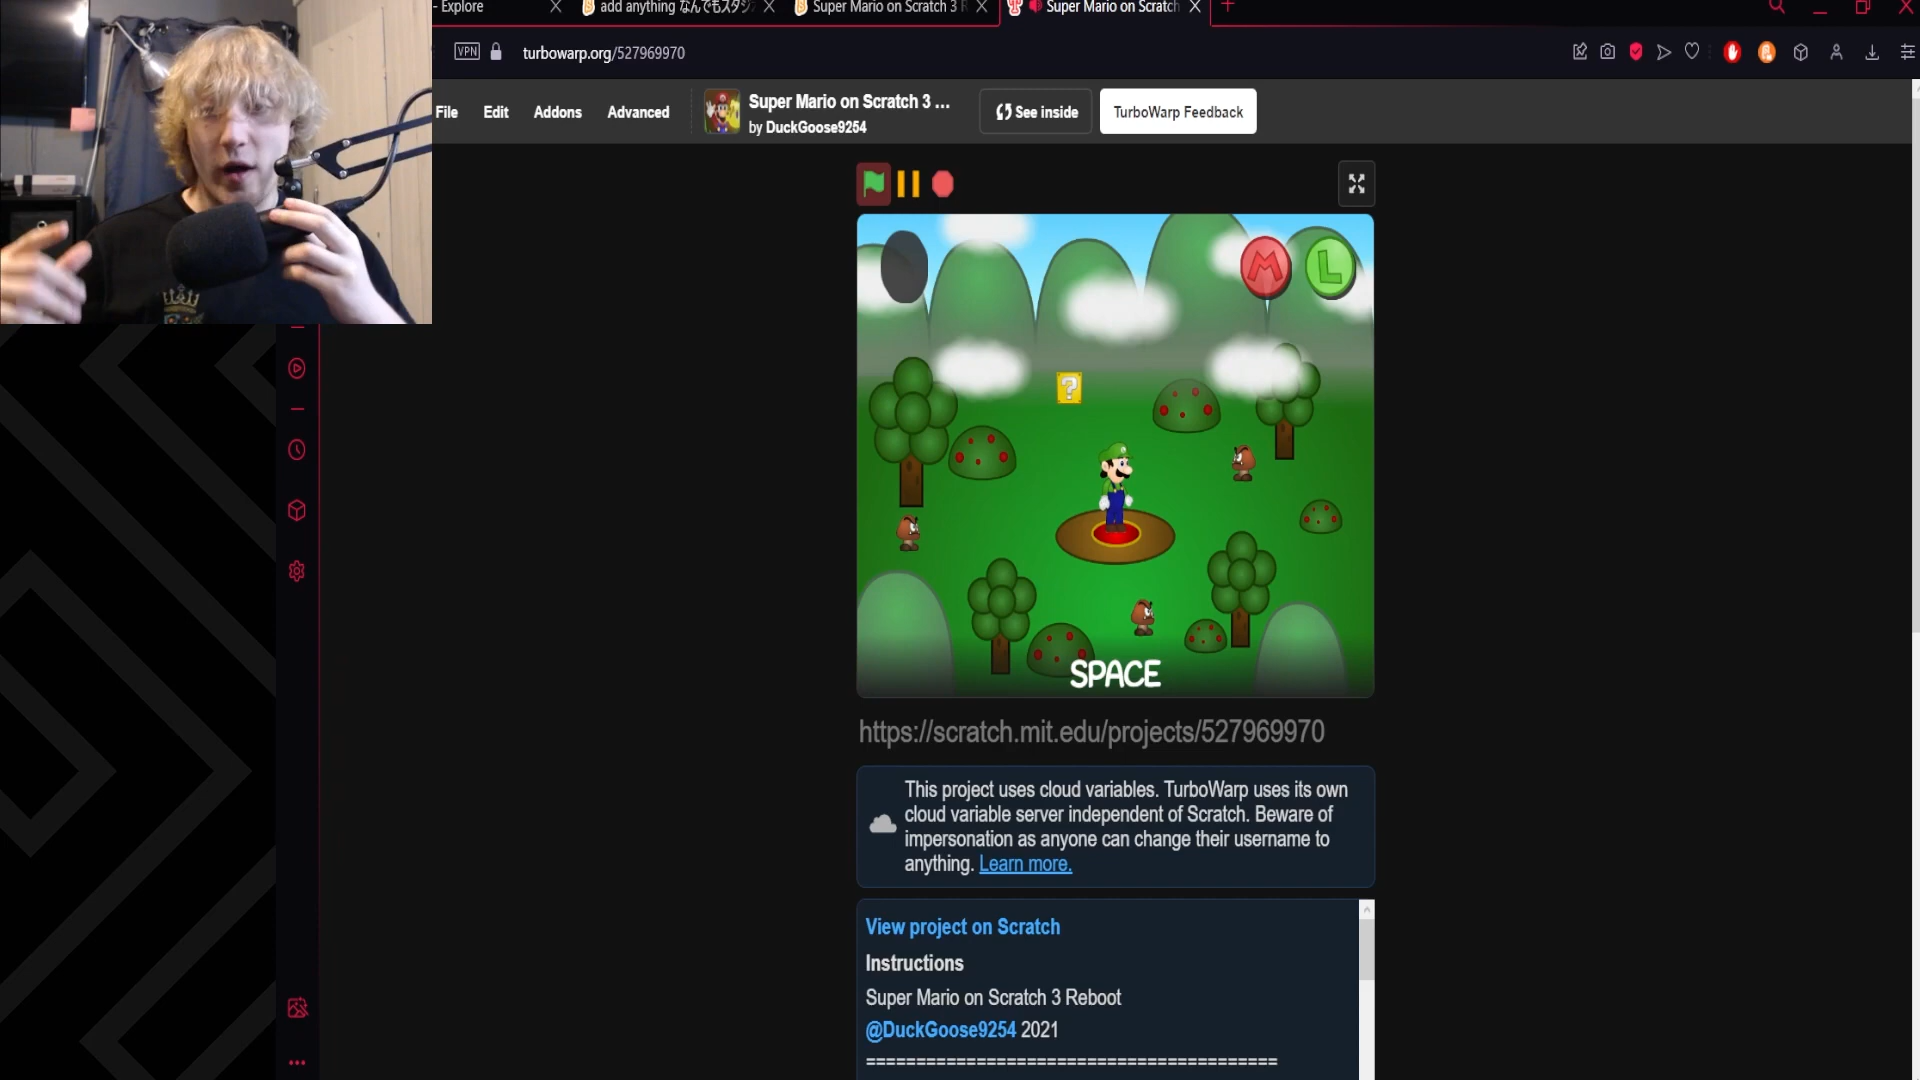 - Explore
add anything なんでもスタジ
Super Mario on Scratch 3 R
Super Mario on Scratch
VPN
turbowarp.org/527969970
File
Edit
Addons
Advanced
Super Mario on Scratch 3 ...
by DuckGoose9254
See inside
TurboWarp Feedback
M
L
?
SPACE
https://scratch.mit.edu/projects/527969970
This project uses cloud variables. TurboWarp uses its own
cloud variable server independent of Scratch. Beware of
impersonation as anyone can change their username to
anything. Learn more.
View project on Scratch
Instructions
Super Mario on Scratch 3 Reboot
@DuckGoose9254 2021
=========================================